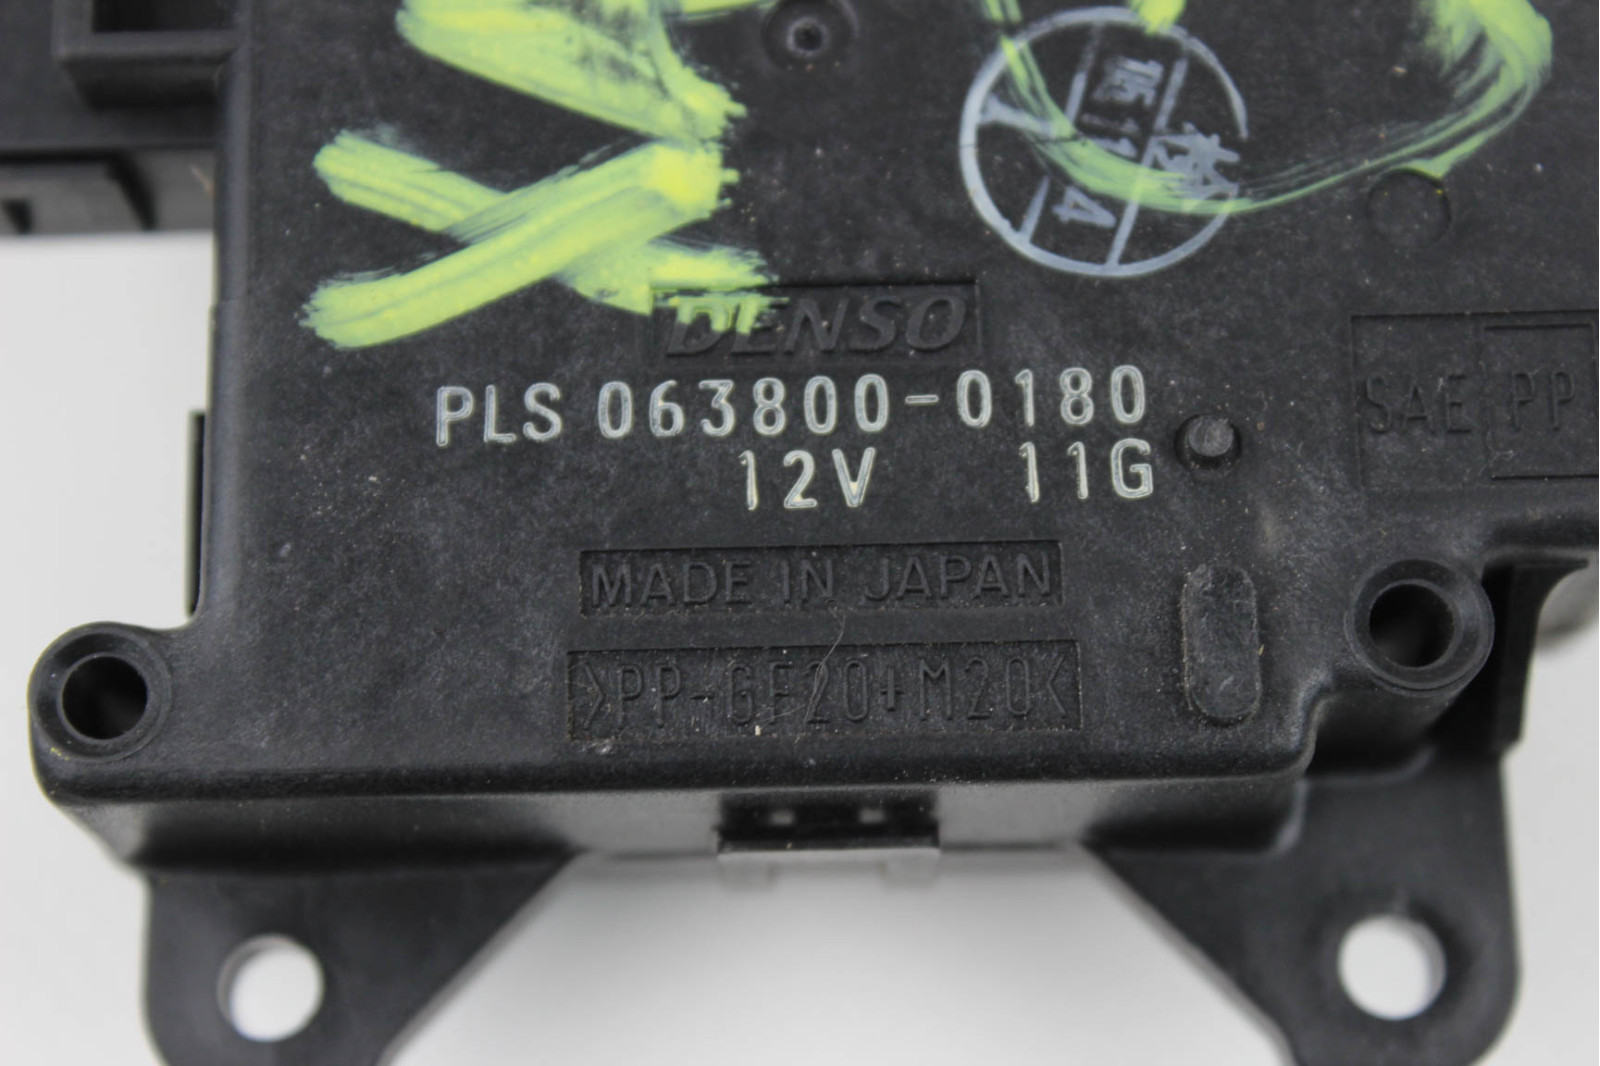 DENSO
PLS 063800-0180
12V 11G
SAE PP
MADE IN JAPAN
>PP-GF20+M20<